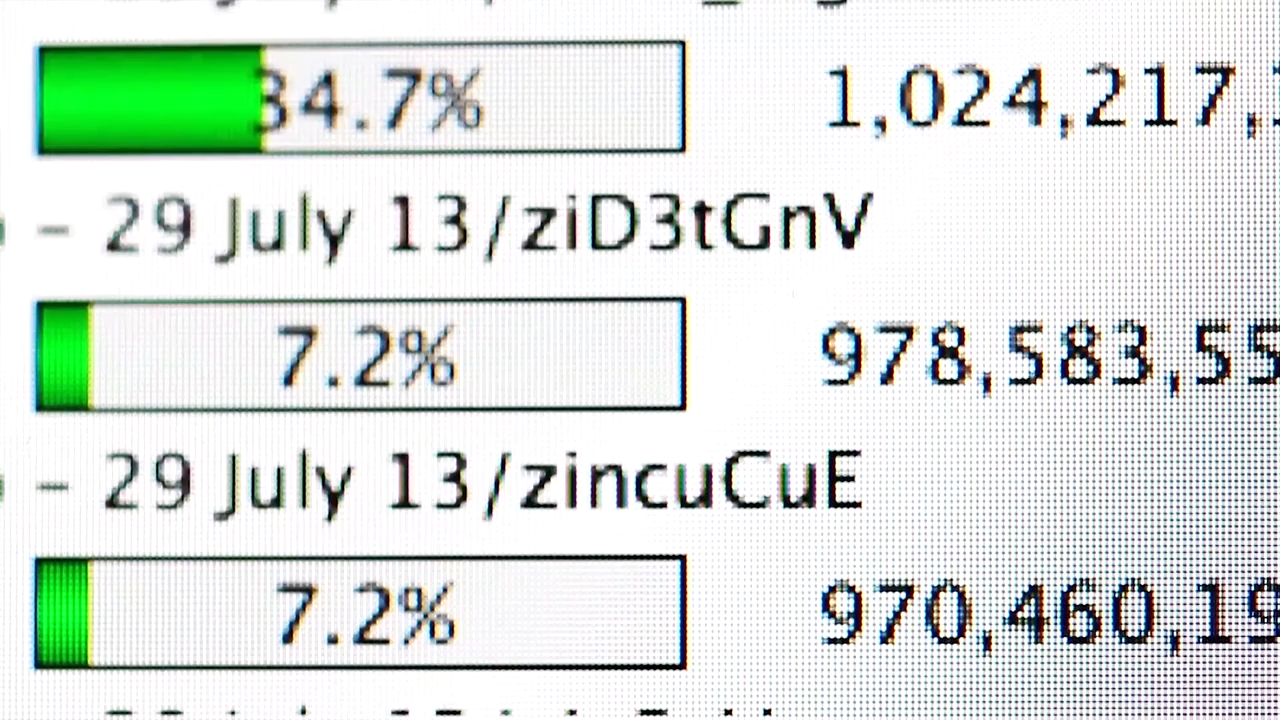 34.7% 1,024,217,
– 29 July 13/ziD3tGnV
7.2% 978,583,55
– 29 July 13/zincuCuE
7.2% 970,460,19